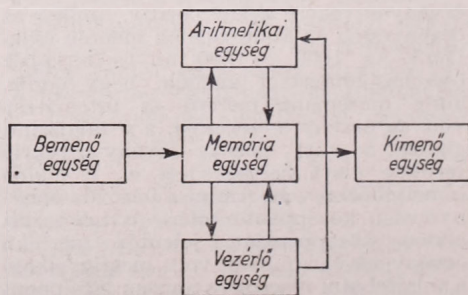 Aritmetikai
egység
Bemenő
egység
Memória
egység
Kimenő
egység
Vezérlő
egység